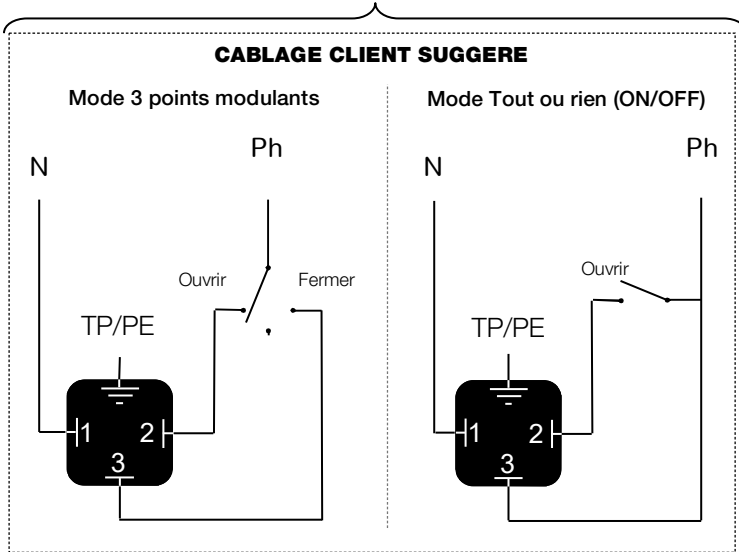 CABLAGE CLIENT SUGGERE
Mode 3 points modulants
N
Ph
Ouvrir
Fermer
TP/PE
1
2
3
Mode Tout ou rien (ON/OFF)
N
Ph
Ouvrir
TP/PE
1
2
3